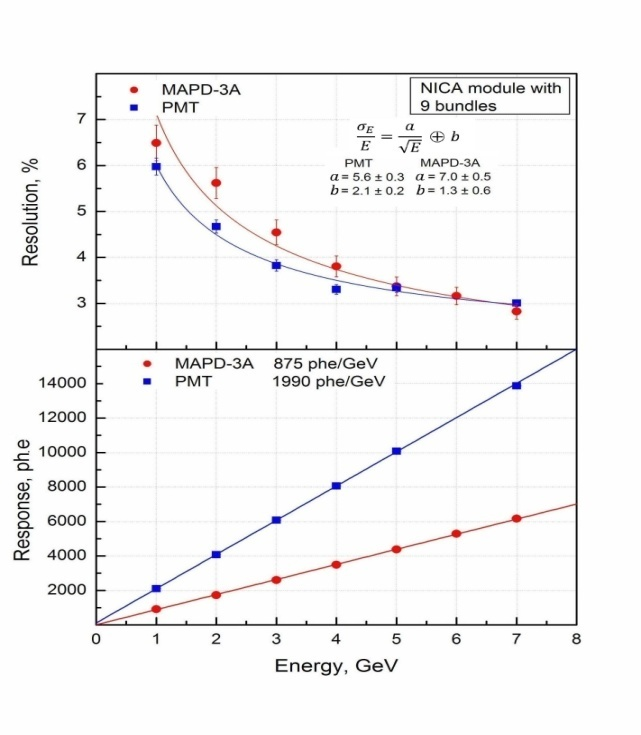 MAPD-3A
PMT
NICA module with
9 bundles
σE/E = a/√E ⊕ b
PMT MAPD-3A
a = 5.6 ± 0.3 a = 7.0 ± 0.5
b = 2.1 ± 0.2 b = 1.3 ± 0.6
Resolution, %
7
6
5
4
3
MAPD-3A 875 phe/GeV
PMT 1990 phe/GeV
Response, ph.e
14000
12000
10000
8000
6000
4000
2000
0 1 2 3 4 5 6 7 8
Energy, GeV